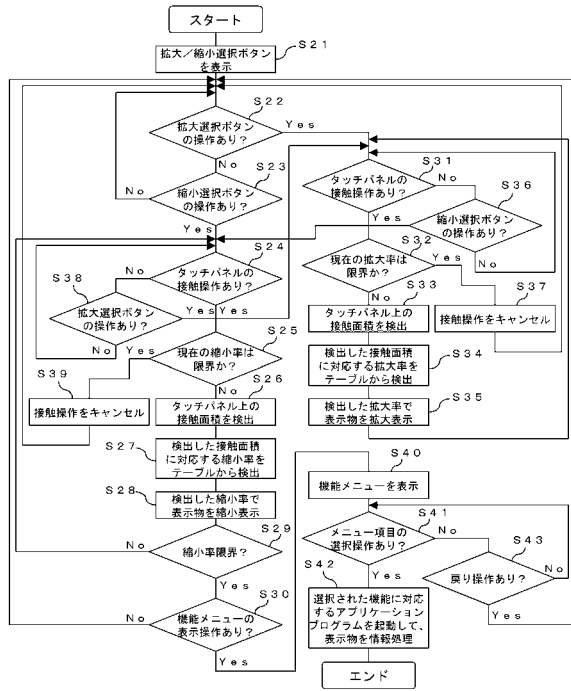 スタート
S21
拡大／縮小選択ボタン
を表示
S22
拡大選択ボタン
の操作あり？
Yes
No
S23
縮小選択ボタン
の操作あり？
No
Yes
S24
タッチパネルの
接触操作あり？
No
Yes
S38
拡大選択ボタン
の操作あり？
Yes
No
S25
現在の縮小率は
限界か？
Yes
No
S39
接触操作をキャンセル
S26
タッチパネル上の
接触面積を検出
S27
検出した接触面積
に対応する縮小率を
テーブルから検出
S28
検出した縮小率で
表示物を縮小表示
S29
縮小率限界？
No
Yes
S30
機能メニューの
表示操作あり？
No
Yes
S31
タッチパネルの
接触操作あり？
No
Yes
S36
縮小選択ボタン
の操作あり？
Yes
No
S32
現在の拡大率は
限界か？
Yes
No
S37
接触操作をキャンセル
S33
タッチパネル上の
接触面積を検出
S34
検出した接触面積
に対応する拡大率を
テーブルから検出
S35
検出した拡大率で
表示物を拡大表示
S40
機能メニューを表示
S41
メニュー項目の
選択操作あり？
No
Yes
S43
戻り操作あり？
No
Yes
S42
選択された機能に対応
するアプリケーション
プログラムを起動して、
表示物を情報処理
エンド